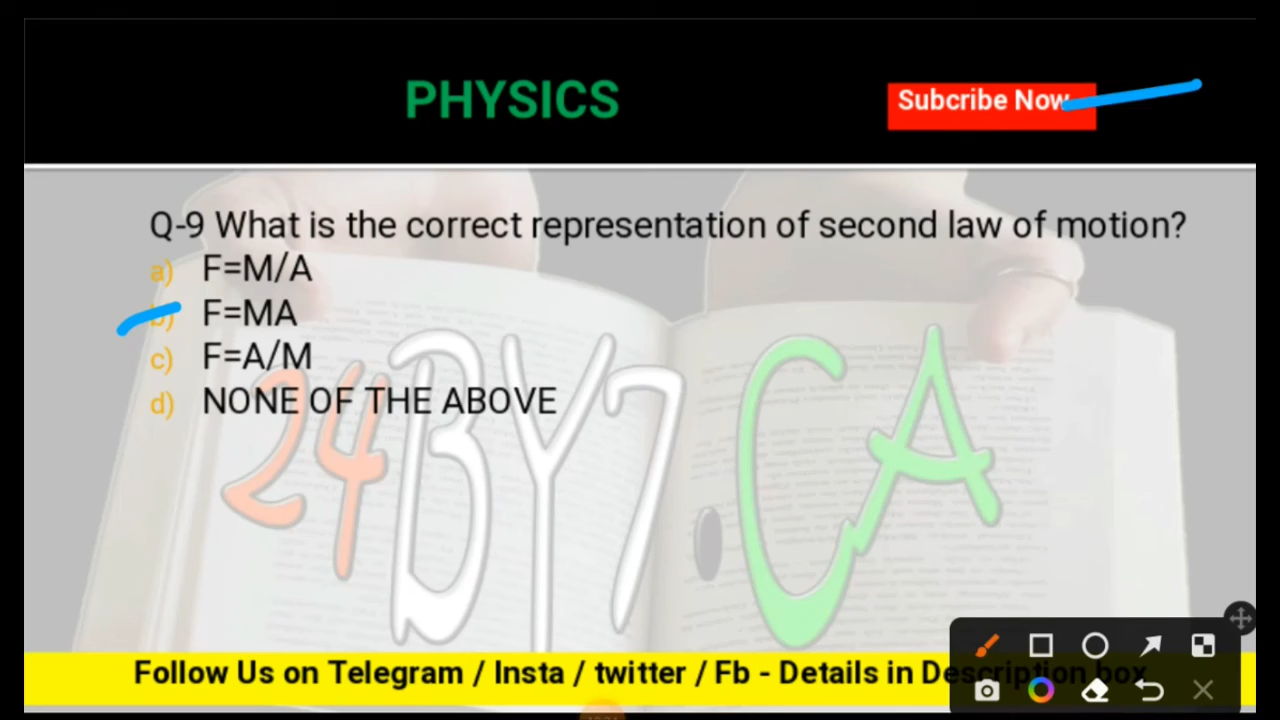 PHYSICS
Subcribe Now
Q-9 What is the correct representation of second law of motion?
a) F=M/A
b) F=MA
c) F=A/M
d) NONE OF THE ABOVE
24BY7.CA
Follow Us on Telegram / Insta / twitter / Fb - Details in Description box